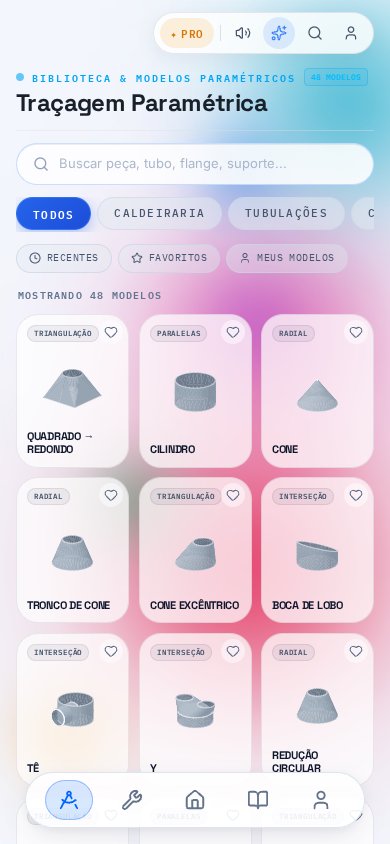 PRO
BIBLIOTECA & MODELOS PARAMÉTRICOS
48 MODELOS
Traçagem Paramétrica
Buscar peça, tubo, flange, suporte...
TODOS
CALDEIRARIA
TUBULAÇÕES
C
RECENTES
FAVORITOS
MEUS MODELOS
MOSTRANDO 48 MODELOS
TRIANGULAÇÃO
PARALELAS
RADIAL
QUADRADO →
REDONDO
CILINDRO
CONE
RADIAL
TRIANGULAÇÃO
INTERSEÇÃO
TRONCO DE CONE
CONE EXCÊNTRICO
BOCA DE LOBO
INTERSEÇÃO
INTERSEÇÃO
RADIAL
TÊ
Y
REDUÇÃO
CIRCULAR
PARALELAS
TRIANGULAÇÃO